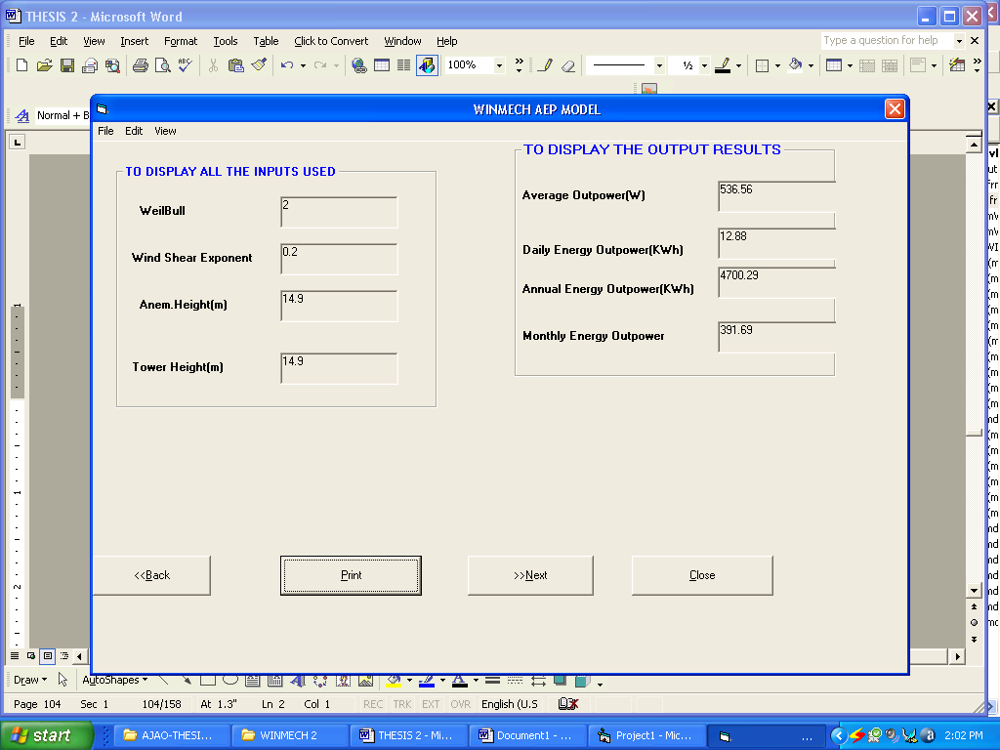 THESIS 2 - Microsoft Word
File Edit View Insert Format Tools Table Click to Convert Window Help
Type a question for help
100%
½
Normal + B
WINMECH AEP MODEL
File Edit View
TO DISPLAY ALL THE INPUTS USED
WeilBull 2
Wind Shear Exponent 0.2
Anem.Height(m) 14.9
Tower Height(m) 14.9
TO DISPLAY THE OUTPUT RESULTS
Average Outpower(W) 536.56
Daily Energy Outpower(KWh) 12.88
Annual Energy Outpower(KWh) 4700.29
Monthly Energy Outpower 391.69
<<Back Print >>Next Close
Draw AutoShapes
Page 104 Sec 1 104/158 At 1.3" Ln 2 Col 1 REC TRK EXT OVR English (U.S
start AJAO-THESI... WINMECH 2 THESIS 2 - Mi... Document1 - ... Project1 - Mic... ... 2:02 PM